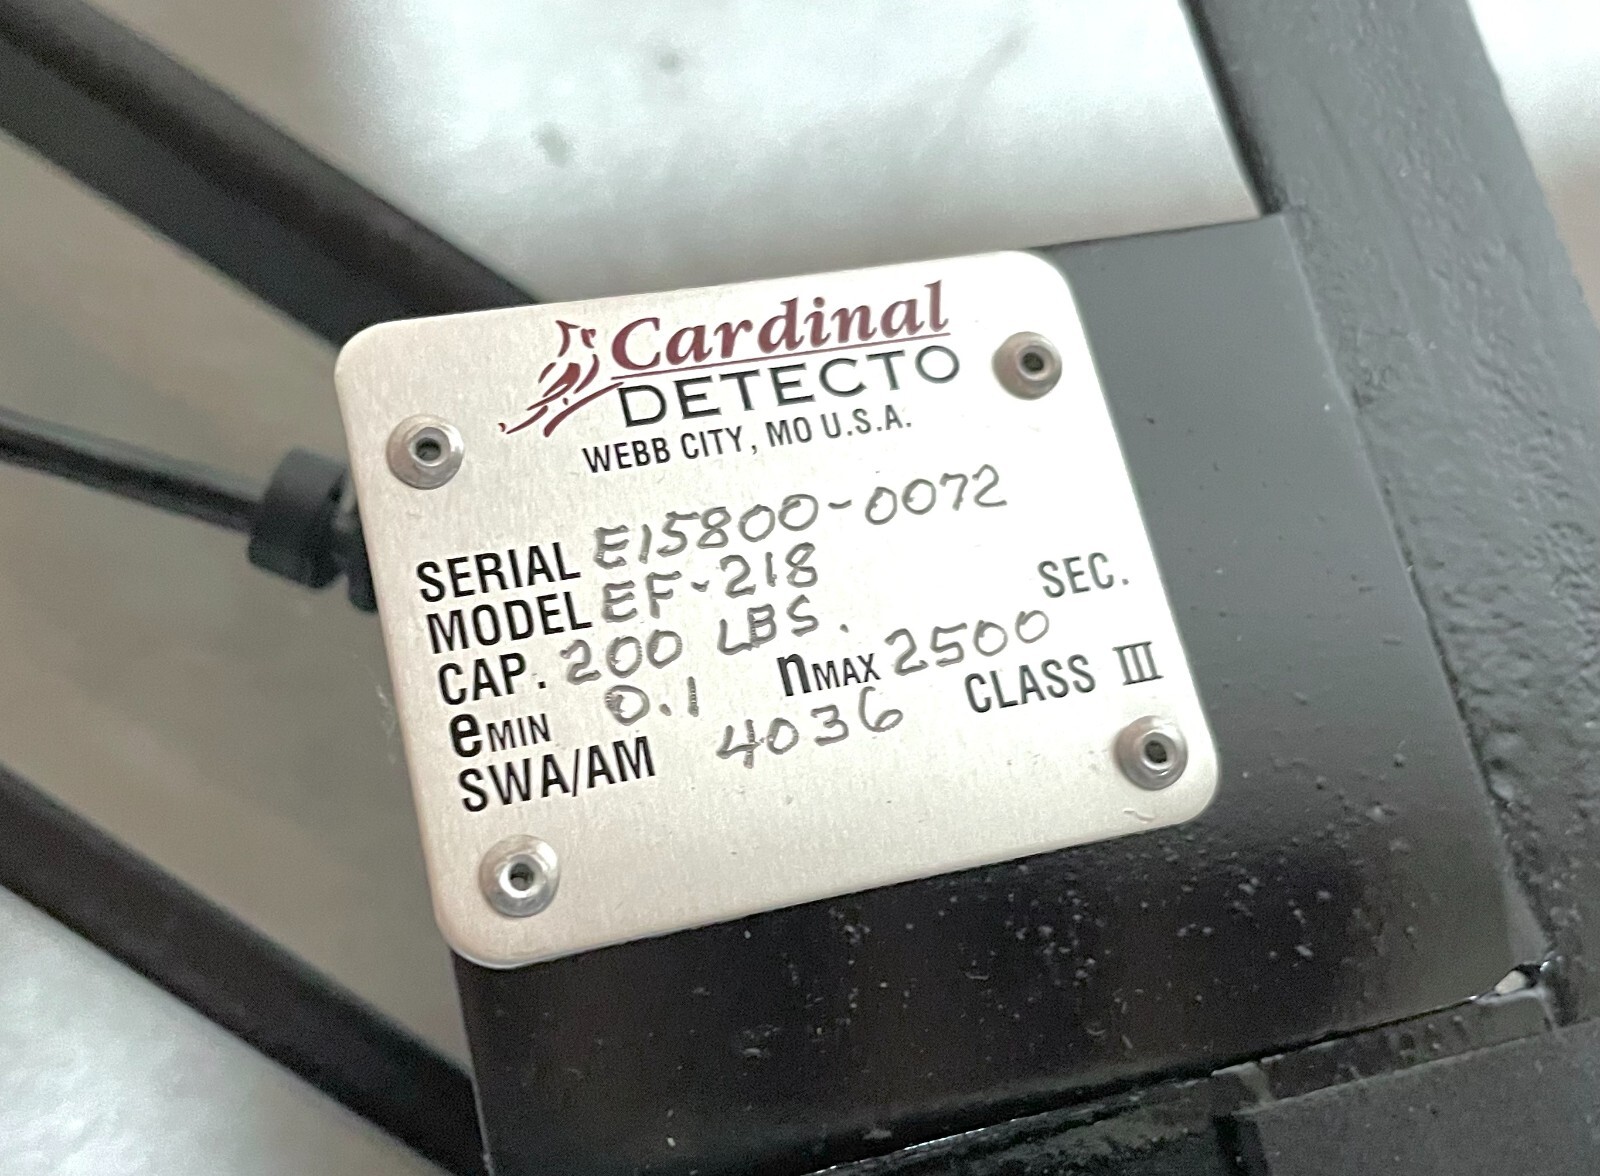 Cardinal
DETECTO
WEBB CITY, MO U.S.A.
SERIAL E15800-0072
MODEL EF-218
CAP. 200 LBS. SEC.
eMIN 0.1 nMAX 2500
SWA/AM 4036 CLASS III